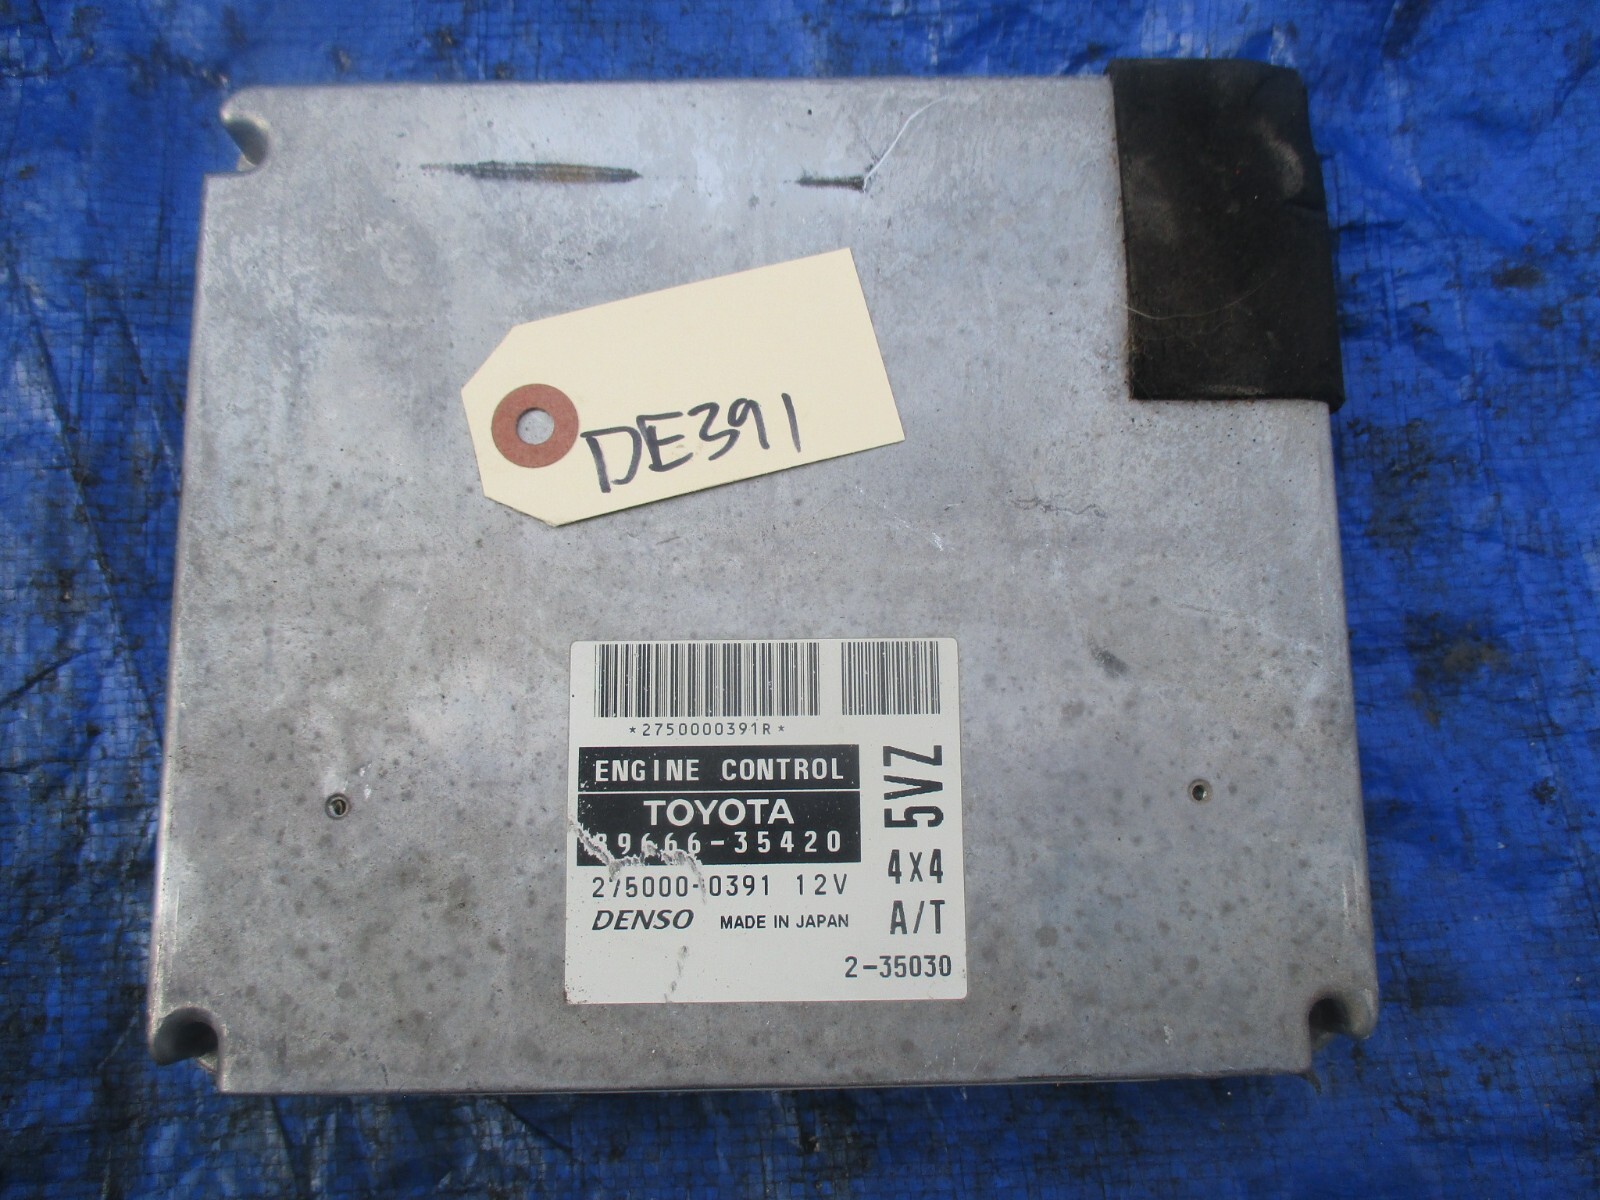 DE391
*2750000391R*
ENGINE CONTROL
TOYOTA
89666-35420
275000-0391 12V
DENSO MADE IN JAPAN
5VZ
4X4
A/T
2-35030